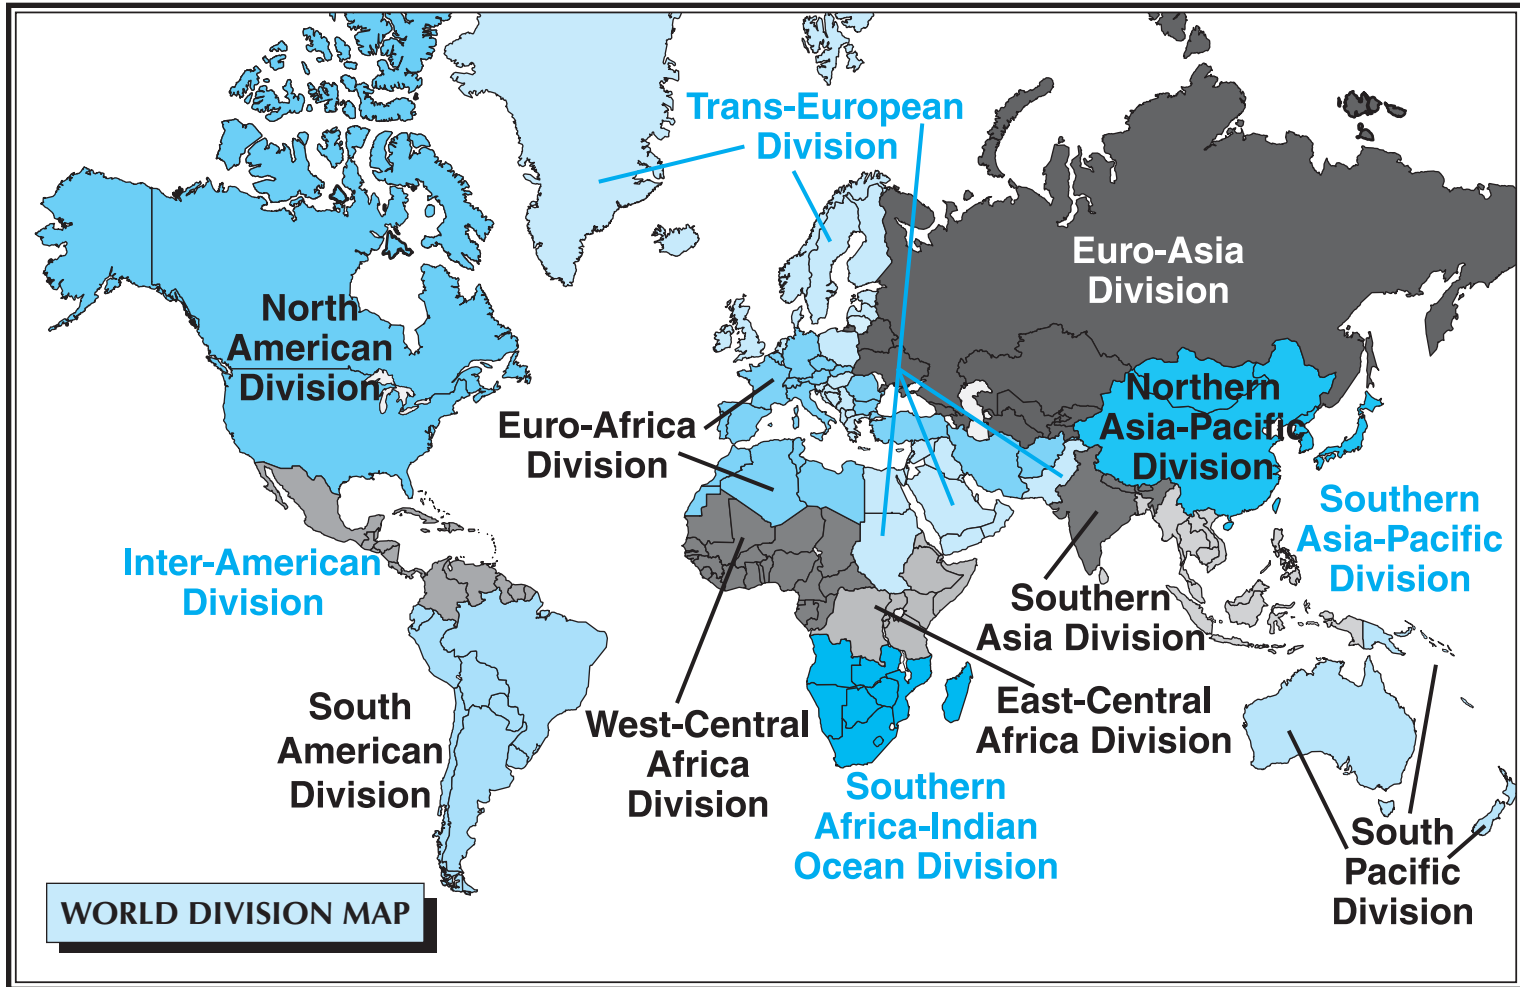 Trans-European
Division
Euro-Asia
Division
North
American
Division
Northern
Asia-Pacific
Division
Euro-Africa
Division
Southern
Asia-Pacific
Division
Inter-American
Division
Southern
Asia Division
South
American
Division
West-Central
Africa
Division
East-Central
Africa Division
Southern
Africa-Indian
Ocean Division
South
Pacific
Division
WORLD DIVISION MAP